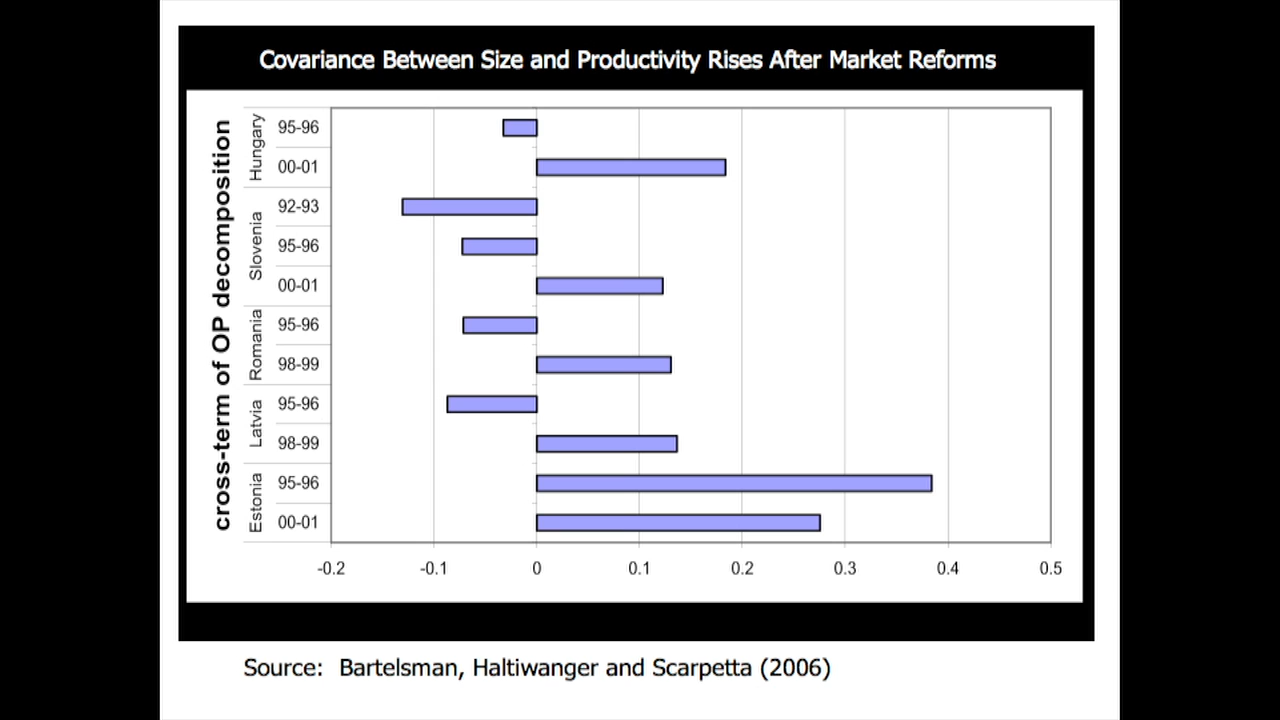 Covariance Between Size and Productivity Rises After Market Reforms
cross-term of OP decomposition
Hungary
95-96
00-01
Slovenia
92-93
95-96
00-01
Romania
95-96
98-99
Latvia
95-96
98-99
Estonia
95-96
00-01
-0.2 -0.1 0 0.1 0.2 0.3 0.4 0.5
Source: Bartelsman, Haltiwanger and Scarpetta (2006)